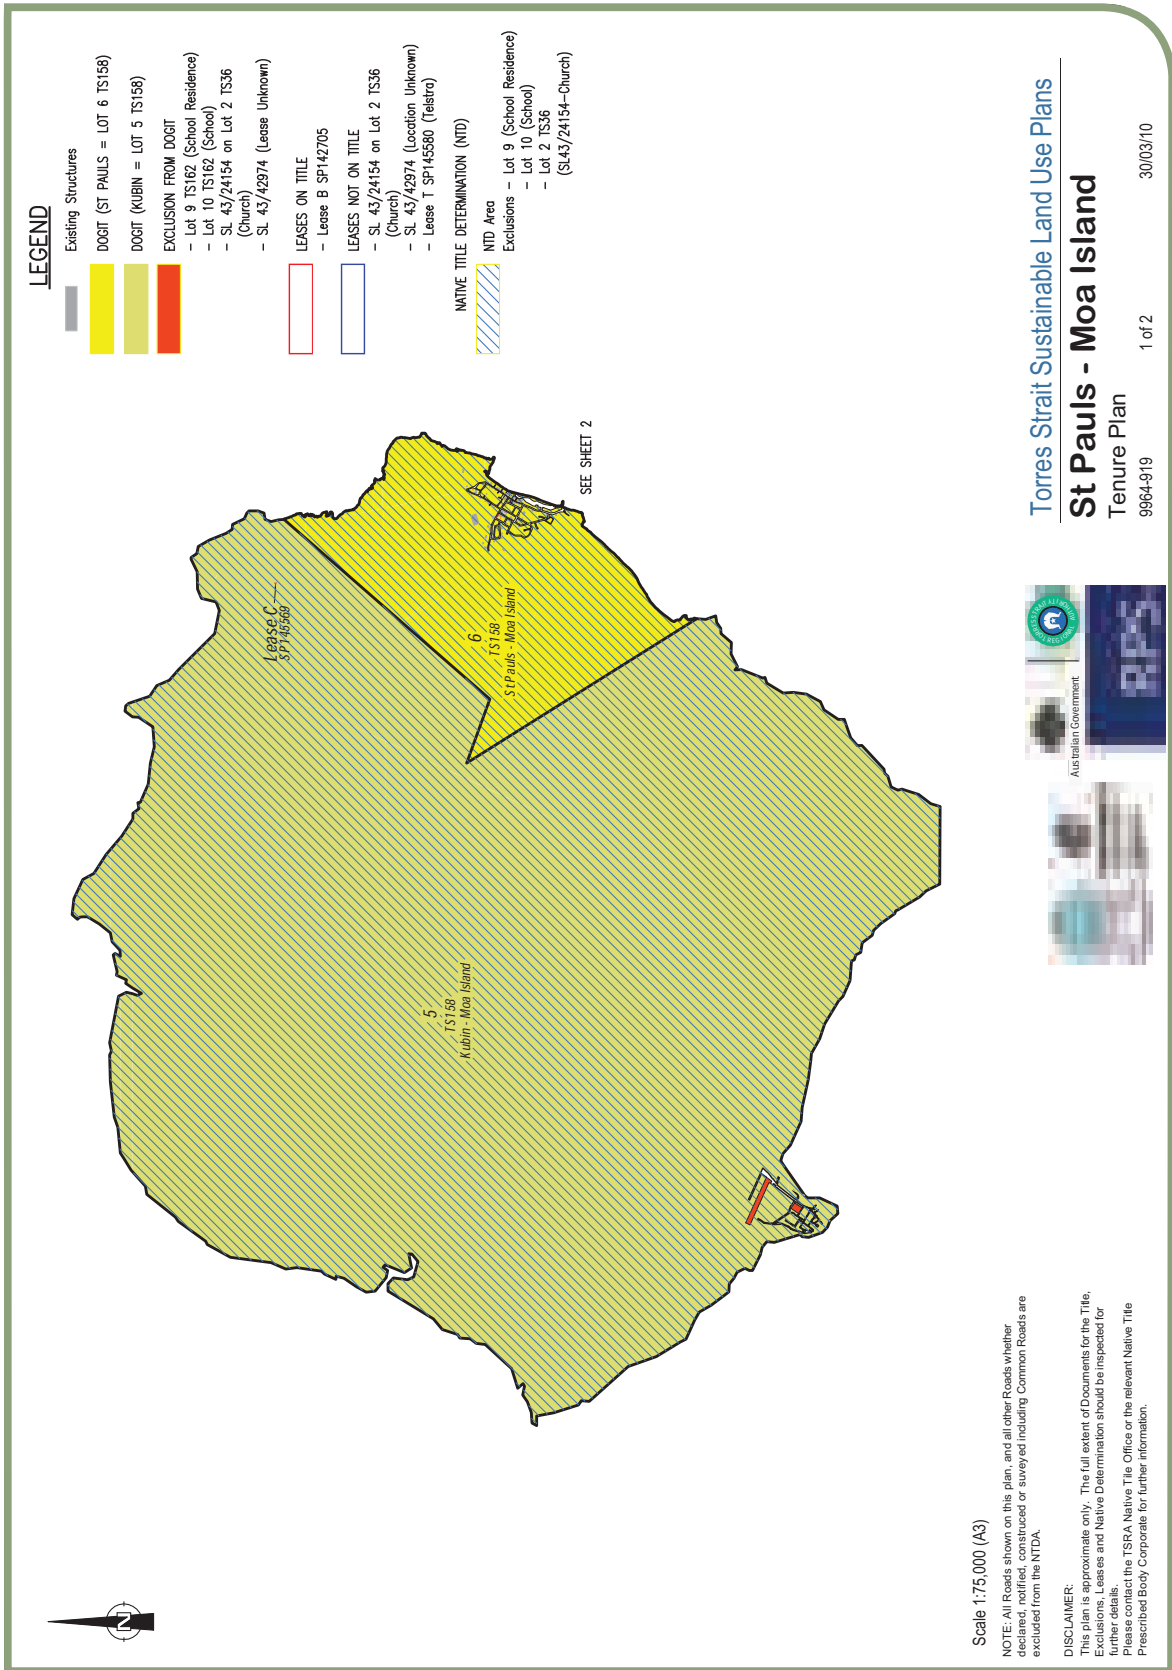 LEGEND
Existing Structures
DOGIT (ST PAULS = LOT 6 TS158)
DOGIT (KUBIN = LOT 5 TS158)
EXCLUSION FROM DOGIT
- Lot 9 TS162 (School Residence)
- Lot 10 TS162 (School)
- SL 43/24154 on Lot 2 TS36
(Church)
- SL 43/42974 (Lease Unknown)
LEASES ON TITLE
- Lease B SP142705
LEASES NOT ON TITLE
- SL 43/24154 on Lot 2 TS36
(Church)
- SL 43/42974 (Location Unknown)
- Lease T SP145580 (Telstra)
NATIVE TITLE DETERMINATION (NTD)
NTD Area
Exclusions - Lot 9 (School Residence)
- Lot 10 (School)
- Lot 2 TS36
(SL43/24154-Church)
Lease C
SP145569
6
TS158
St Pauls - Moa Island
SEE SHEET 2
5
TS158
Kubin - Moa Island
N
Scale 1:75,000 (A3)
NOTE: All Roads shown on this plan, and all other Roads whether
declared, notified, construced or suveyed including Common Roads are
excluded from the NTDA.
DISCLAIMER:
This plan is approximate only. The full extent of Documents for the Title,
Exclusions, Leases and Native Determination should be inspected for
further details.
Please contact the TSRA Native Tile Office or the relevant Native Title
Prescribed Body Corporate for further information.
Australian Government
TORRES STRAIT REGIONAL AUTHORITY
RPS
Torres Strait Sustainable Land Use Plans
St Pauls - Moa Island
Tenure Plan
9964-919
1 of 2
30/03/10